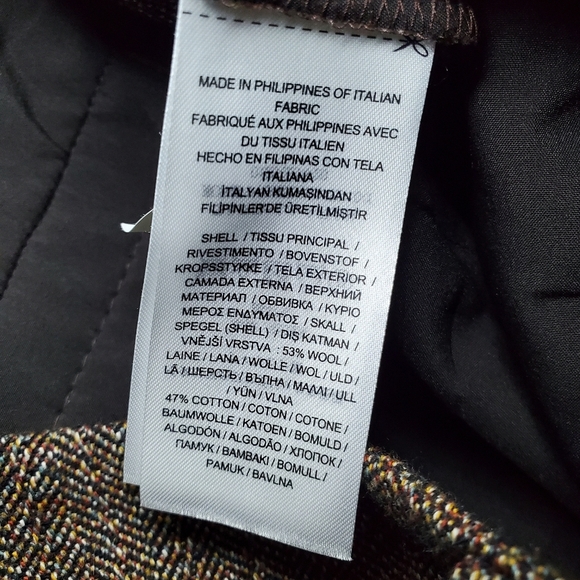 MADE IN PHILIPPINES OF ITALIAN
FABRIC
FABRIQUÉ AUX PHILIPPINES AVEC
DU TISSU ITALIEN
HECHO EN FILIPINAS CON TELA
ITALIANA
İTALYAN KUMAŞINDAN
FİLİPİNLER'DE ÜRETİLMİŞTİR
SHELL / TISSU PRINCIPAL /
RIVESTIMENTO / BOVENSTOF /
KROPSSTYKKE / TELA EXTERIOR /
CAMADA EXTERNA / ВЕРХНИЙ
МАТЕРИАЛ / ОБВИВКА / ΚΥΡΙΟ
ΜΕΡΟΣ ΕΝΔΥΜΑΤΟΣ / SKALL /
SPEGEL (SHELL) / DIŞ KATMAN /
VNĚJŠÍ VRSTVA : 53% WOOL /
LAINE / LANA / WOLLE / WOL / ULD /
LÃ / ШЕРСТЬ / ВЪЛНА / ΜΑΛΛΙ / ULL
/ YÜN / VLNA
47% COTTON / COTON / COTONE /
BAUMWOLLE / KATOEN / BOMULD /
ALGODÓN / ALGODÃO / ХЛОПОК /
ПАМУК / ΒΑΜΒΑΚΙ / BOMULL /
PAMUK / BAVLNA